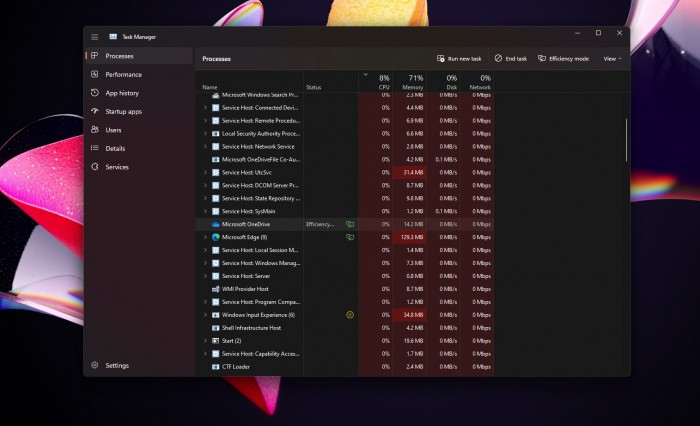 Task Manager
Processes
Performance
App history
Startup apps
Users
Details
Services
Settings
Processes
Run new task End task Efficiency mode View
8% 71% 0% 0%
Name Status CPU Memory Disk Network
Microsoft Windows Search Pr... 0% 2.3 MB 0 MB/s 0 Mbps
Service Host: Connected Devi... 0% 4.4 MB 0 MB/s 0 Mbps
Service Host: Remote Procedu... 0% 6.9 MB 0 MB/s 0 Mbps
Local Security Authority Proce... 0% 6.6 MB 0 MB/s 0 Mbps
Service Host: Network Service 0% 2.8 MB 0 MB/s 0 Mbps
Microsoft OneDriveFile Co-Au... 0% 4.2 MB 0.1 MB/s 0 Mbps
Service Host: UtcSvc 0% 31.4 MB 0 MB/s 0 Mbps
Service Host: DCOM Server Pr... 0% 8.7 MB 0 MB/s 0 Mbps
Service Host: State Repository ... 0% 9.8 MB 0 MB/s 0 Mbps
Service Host: SysMain 0% 1.2 MB 0.1 MB/s 0 Mbps
Microsoft OneDrive Efficiency... 0% 14.2 MB 0 MB/s 0 Mbps
Microsoft Edge (9) 0% 129.3 MB 0 MB/s 0 Mbps
Service Host: Local Session M... 0% 1.4 MB 0 MB/s 0 Mbps
Service Host: Windows Manag... 0% 7.3 MB 0 MB/s 0 Mbps
Service Host: Server 0% 0.8 MB 0 MB/s 0 Mbps
WMI Provider Host 0% 8.7 MB 0 MB/s 0 Mbps
Service Host: Program Compa... 0% 1.2 MB 0 MB/s 0 Mbps
Windows Input Experience (6) 0% 34.8 MB 0 MB/s 0 Mbps
Shell Infrastructure Host 0% 4.2 MB 0 MB/s 0 Mbps
Start (2) 0% 19.6 MB 0 MB/s 0 Mbps
Service Host: Capability Acces... 0% 1.7 MB 0 MB/s 0 Mbps
CTF Loader 0% 2.4 MB 0 MB/s 0 Mbps